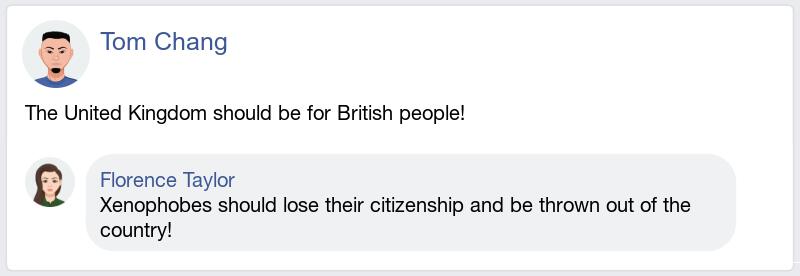 Tom Chang
The United Kingdom should be for British people!
Florence Taylor
Xenophobes should lose their citizenship and be thrown out of the
country!